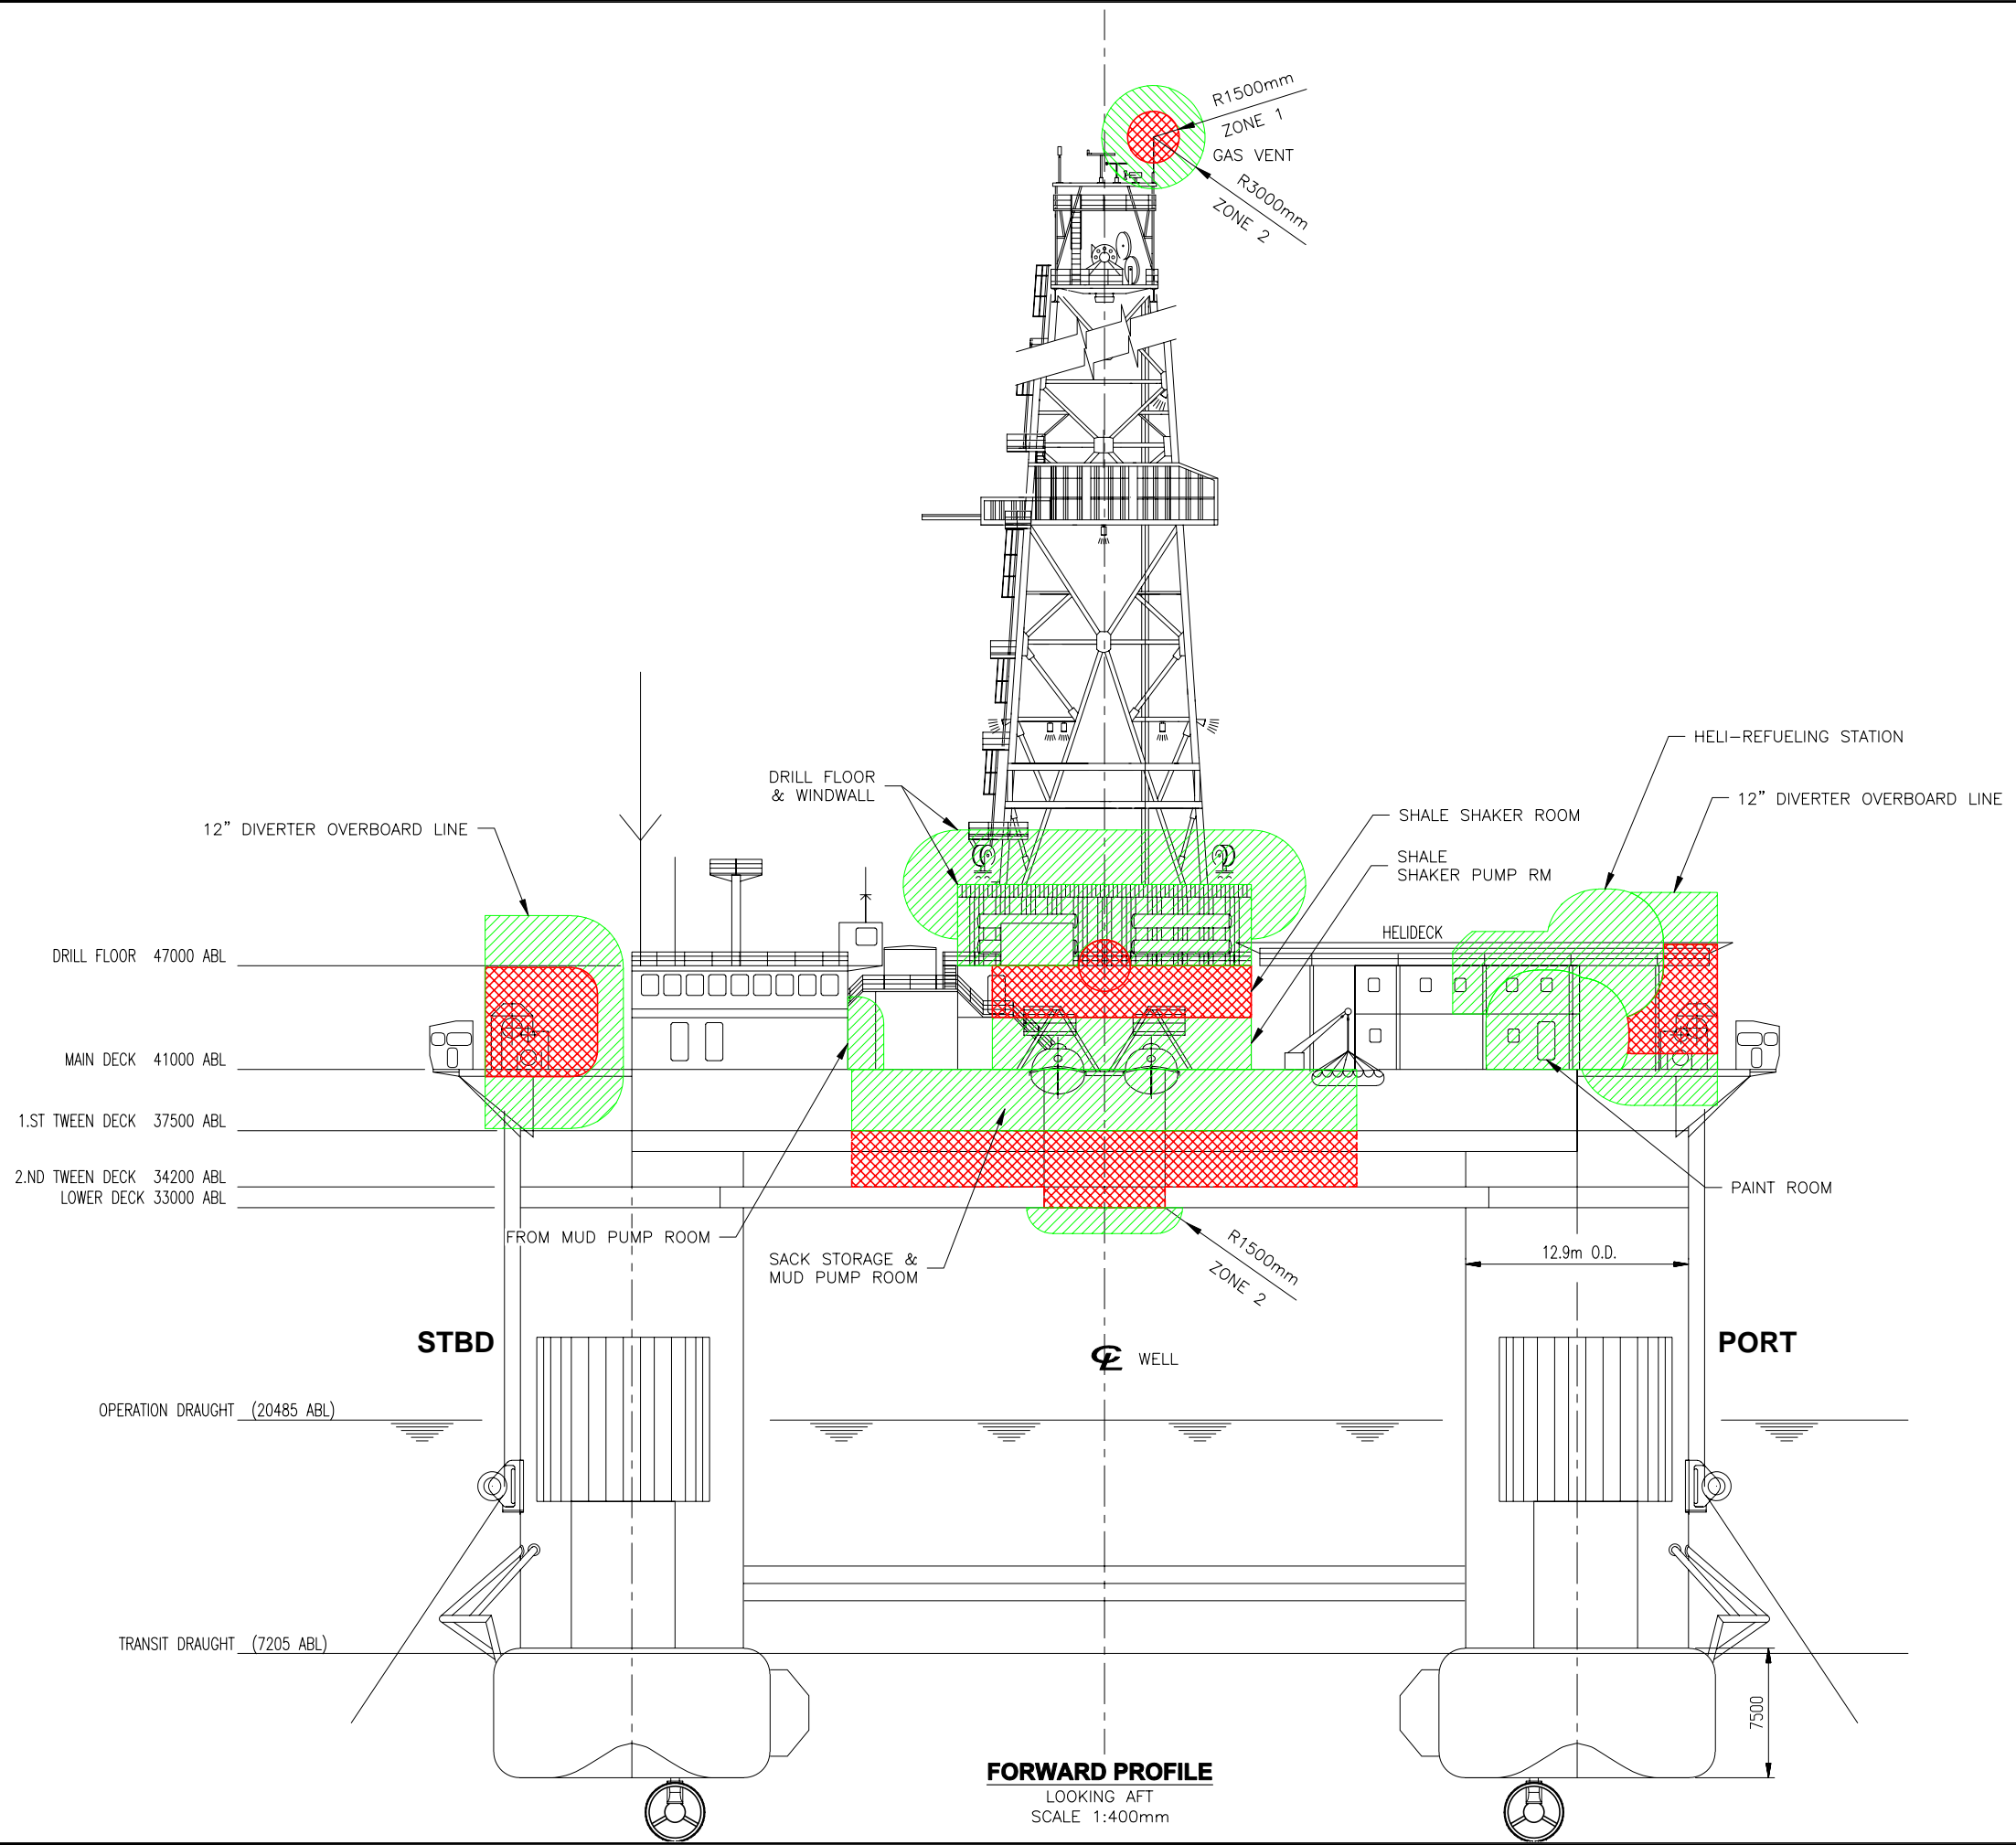 R1500mm
ZONE 1
GAS VENT
R3000mm
ZONE 2
HELI-REFUELING STATION
DRILL FLOOR
& WINDWALL
12" DIVERTER OVERBOARD LINE
SHALE SHAKER ROOM
12" DIVERTER OVERBOARD LINE
SHALE
SHAKER PUMP RM
HELIDECK
DRILL FLOOR 47000 ABL
MAIN DECK 41000 ABL
1.ST TWEEN DECK 37500 ABL
2.ND TWEEN DECK 34200 ABL
LOWER DECK 33000 ABL
PAINT ROOM
FROM MUD PUMP ROOM
SACK STORAGE &
MUD PUMP ROOM
R1500mm
ZONE 2
12.9m O.D.
STBD
PORT
CL WELL
OPERATION DRAUGHT (20485 ABL)
TRANSIT DRAUGHT (7205 ABL)
7500
FORWARD PROFILE
LOOKING AFT
SCALE 1:400mm